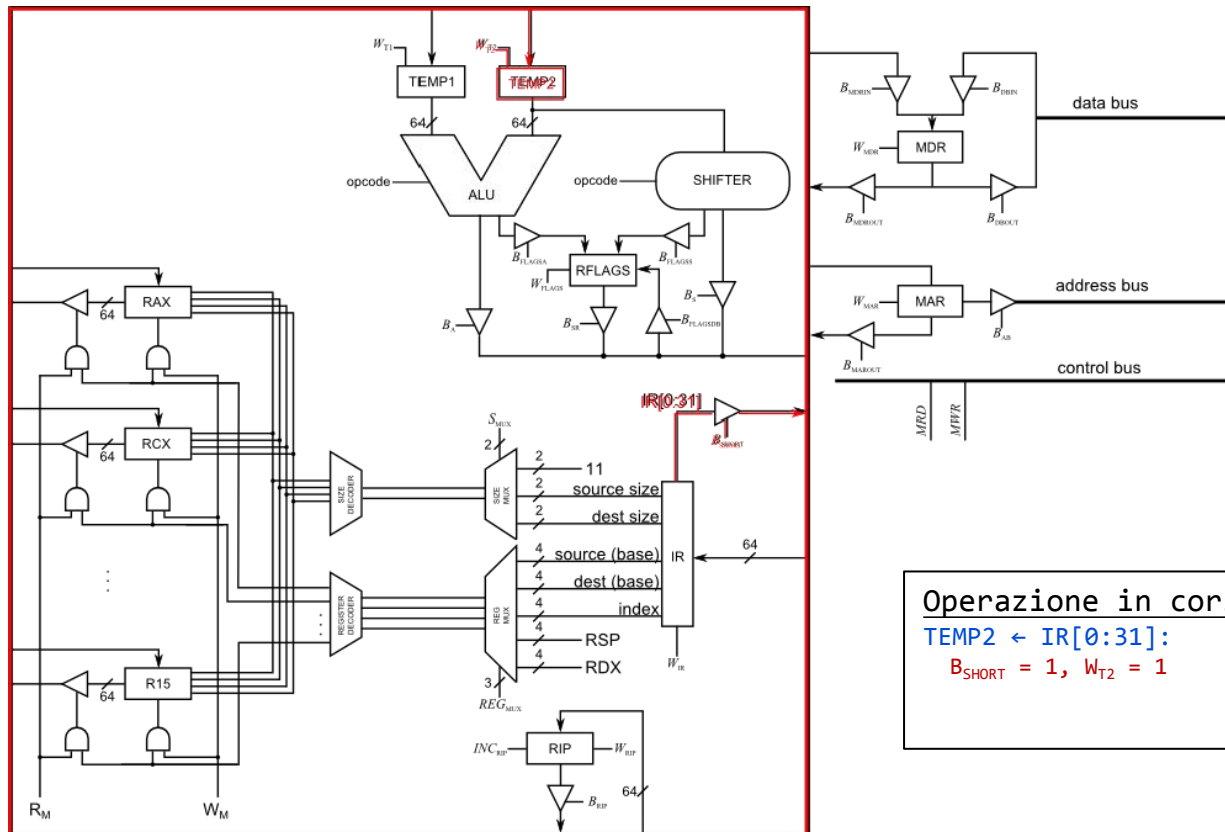 W_T1
TEMP1
W_T2
TEMP2
64
64
opcode
ALU
opcode
SHIFTER
B_FLAGSA
B_FLAGSS
W_FLAGS
RFLAGS
B_A
B_SR
B_FLAGSDB
B_S
B_MDRIN
B_DBIN
data bus
W_MDR
MDR
B_MDROUT
B_DBOUT
W_MAR
MAR
address bus
B_AB
B_MAROUT
control bus
MRD
MWR
RAX
64
RCX
64
R15
64
R_M
W_M
SIZE DECODER
REGISTER DECODER
S_MUX
2
SIZE MUX
2
11
2
source size
2
dest size
REG MUX
4
source (base)
4
dest (base)
4
index
4
RSP
4
RDX
3
REG_MUX
IR[0:31]
B_SHORT
IR
64
W_IR
INC_RIP
RIP
W_RIP
B_RIP
64
Operazione in cor
TEMP2 ← IR[0:31]:
B_SHORT = 1, W_T2 = 1